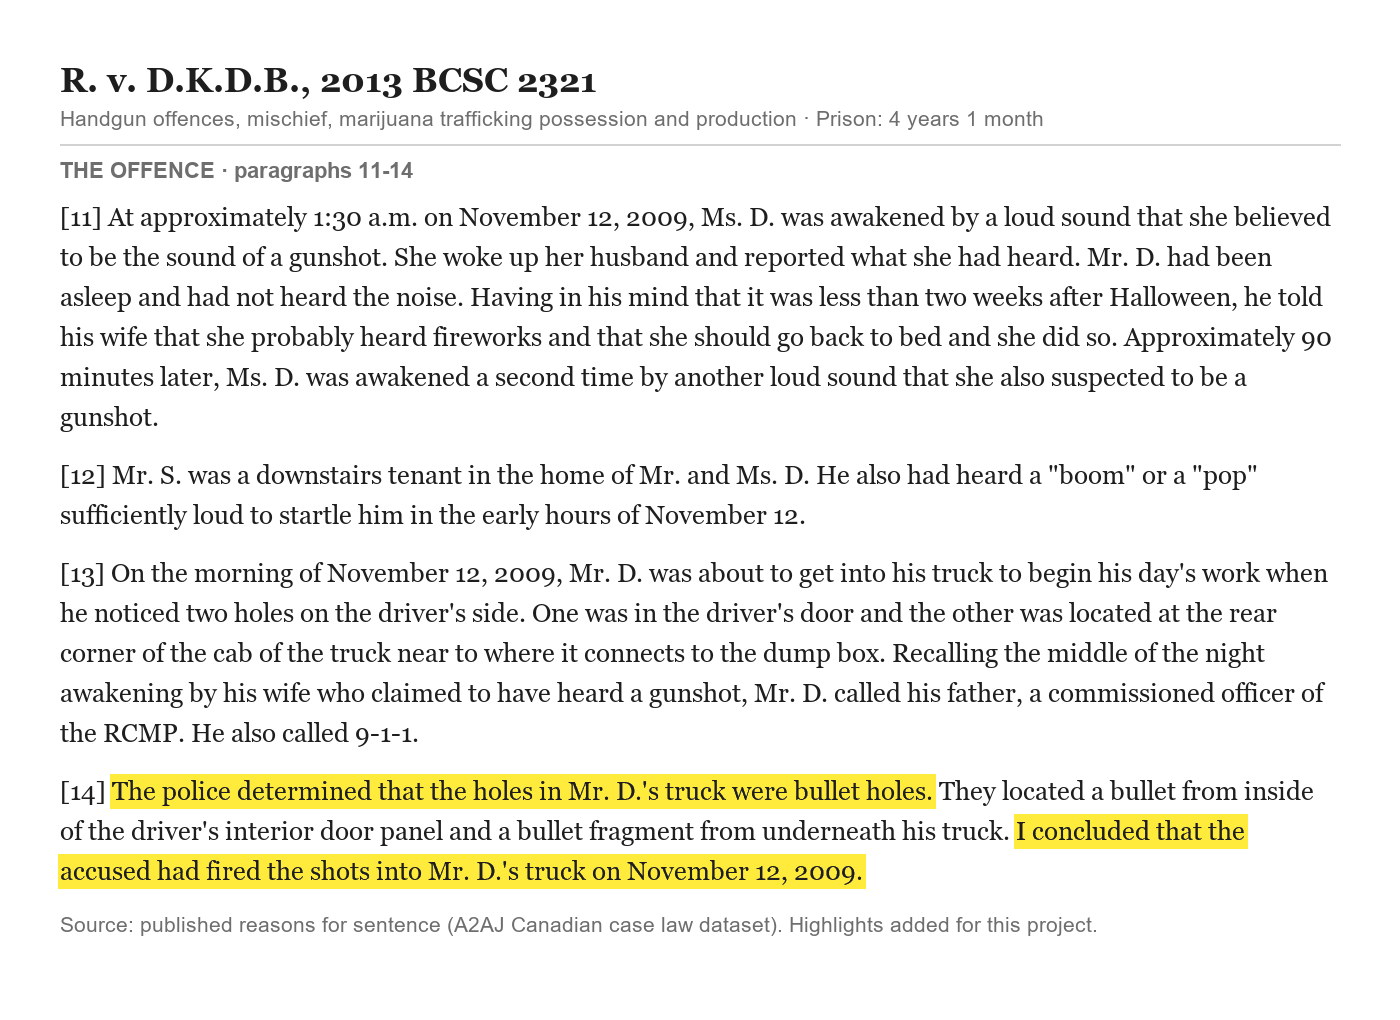 R. v. D.K.D.B., 2013 BCSC 2321
Handgun offences, mischief, marijuana trafficking possession and production · Prison: 4 years 1 month
THE OFFENCE · paragraphs 11-14
[11] At approximately 1:30 a.m. on November 12, 2009, Ms. D. was awakened by a loud sound that she believed
to be the sound of a gunshot. She woke up her husband and reported what she had heard. Mr. D. had been
asleep and had not heard the noise. Having in his mind that it was less than two weeks after Halloween, he told
his wife that she probably heard fireworks and that she should go back to bed and she did so. Approximately 90
minutes later, Ms. D. was awakened a second time by another loud sound that she also suspected to be a
gunshot.
[12] Mr. S. was a downstairs tenant in the home of Mr. and Ms. D. He also had heard a "boom" or a "pop"
sufficiently loud to startle him in the early hours of November 12.
[13] On the morning of November 12, 2009, Mr. D. was about to get into his truck to begin his day's work when
he noticed two holes on the driver's side. One was in the driver's door and the other was located at the rear
corner of the cab of the truck near to where it connects to the dump box. Recalling the middle of the night
awakening by his wife who claimed to have heard a gunshot, Mr. D. called his father, a commissioned officer of
the RCMP. He also called 9-1-1.
[14] The police determined that the holes in Mr. D.'s truck were bullet holes. They located a bullet from inside
of the driver's interior door panel and a bullet fragment from underneath his truck. I concluded that the
accused had fired the shots into Mr. D.'s truck on November 12, 2009.
Source: published reasons for sentence (A2AJ Canadian case law dataset). Highlights added for this project.